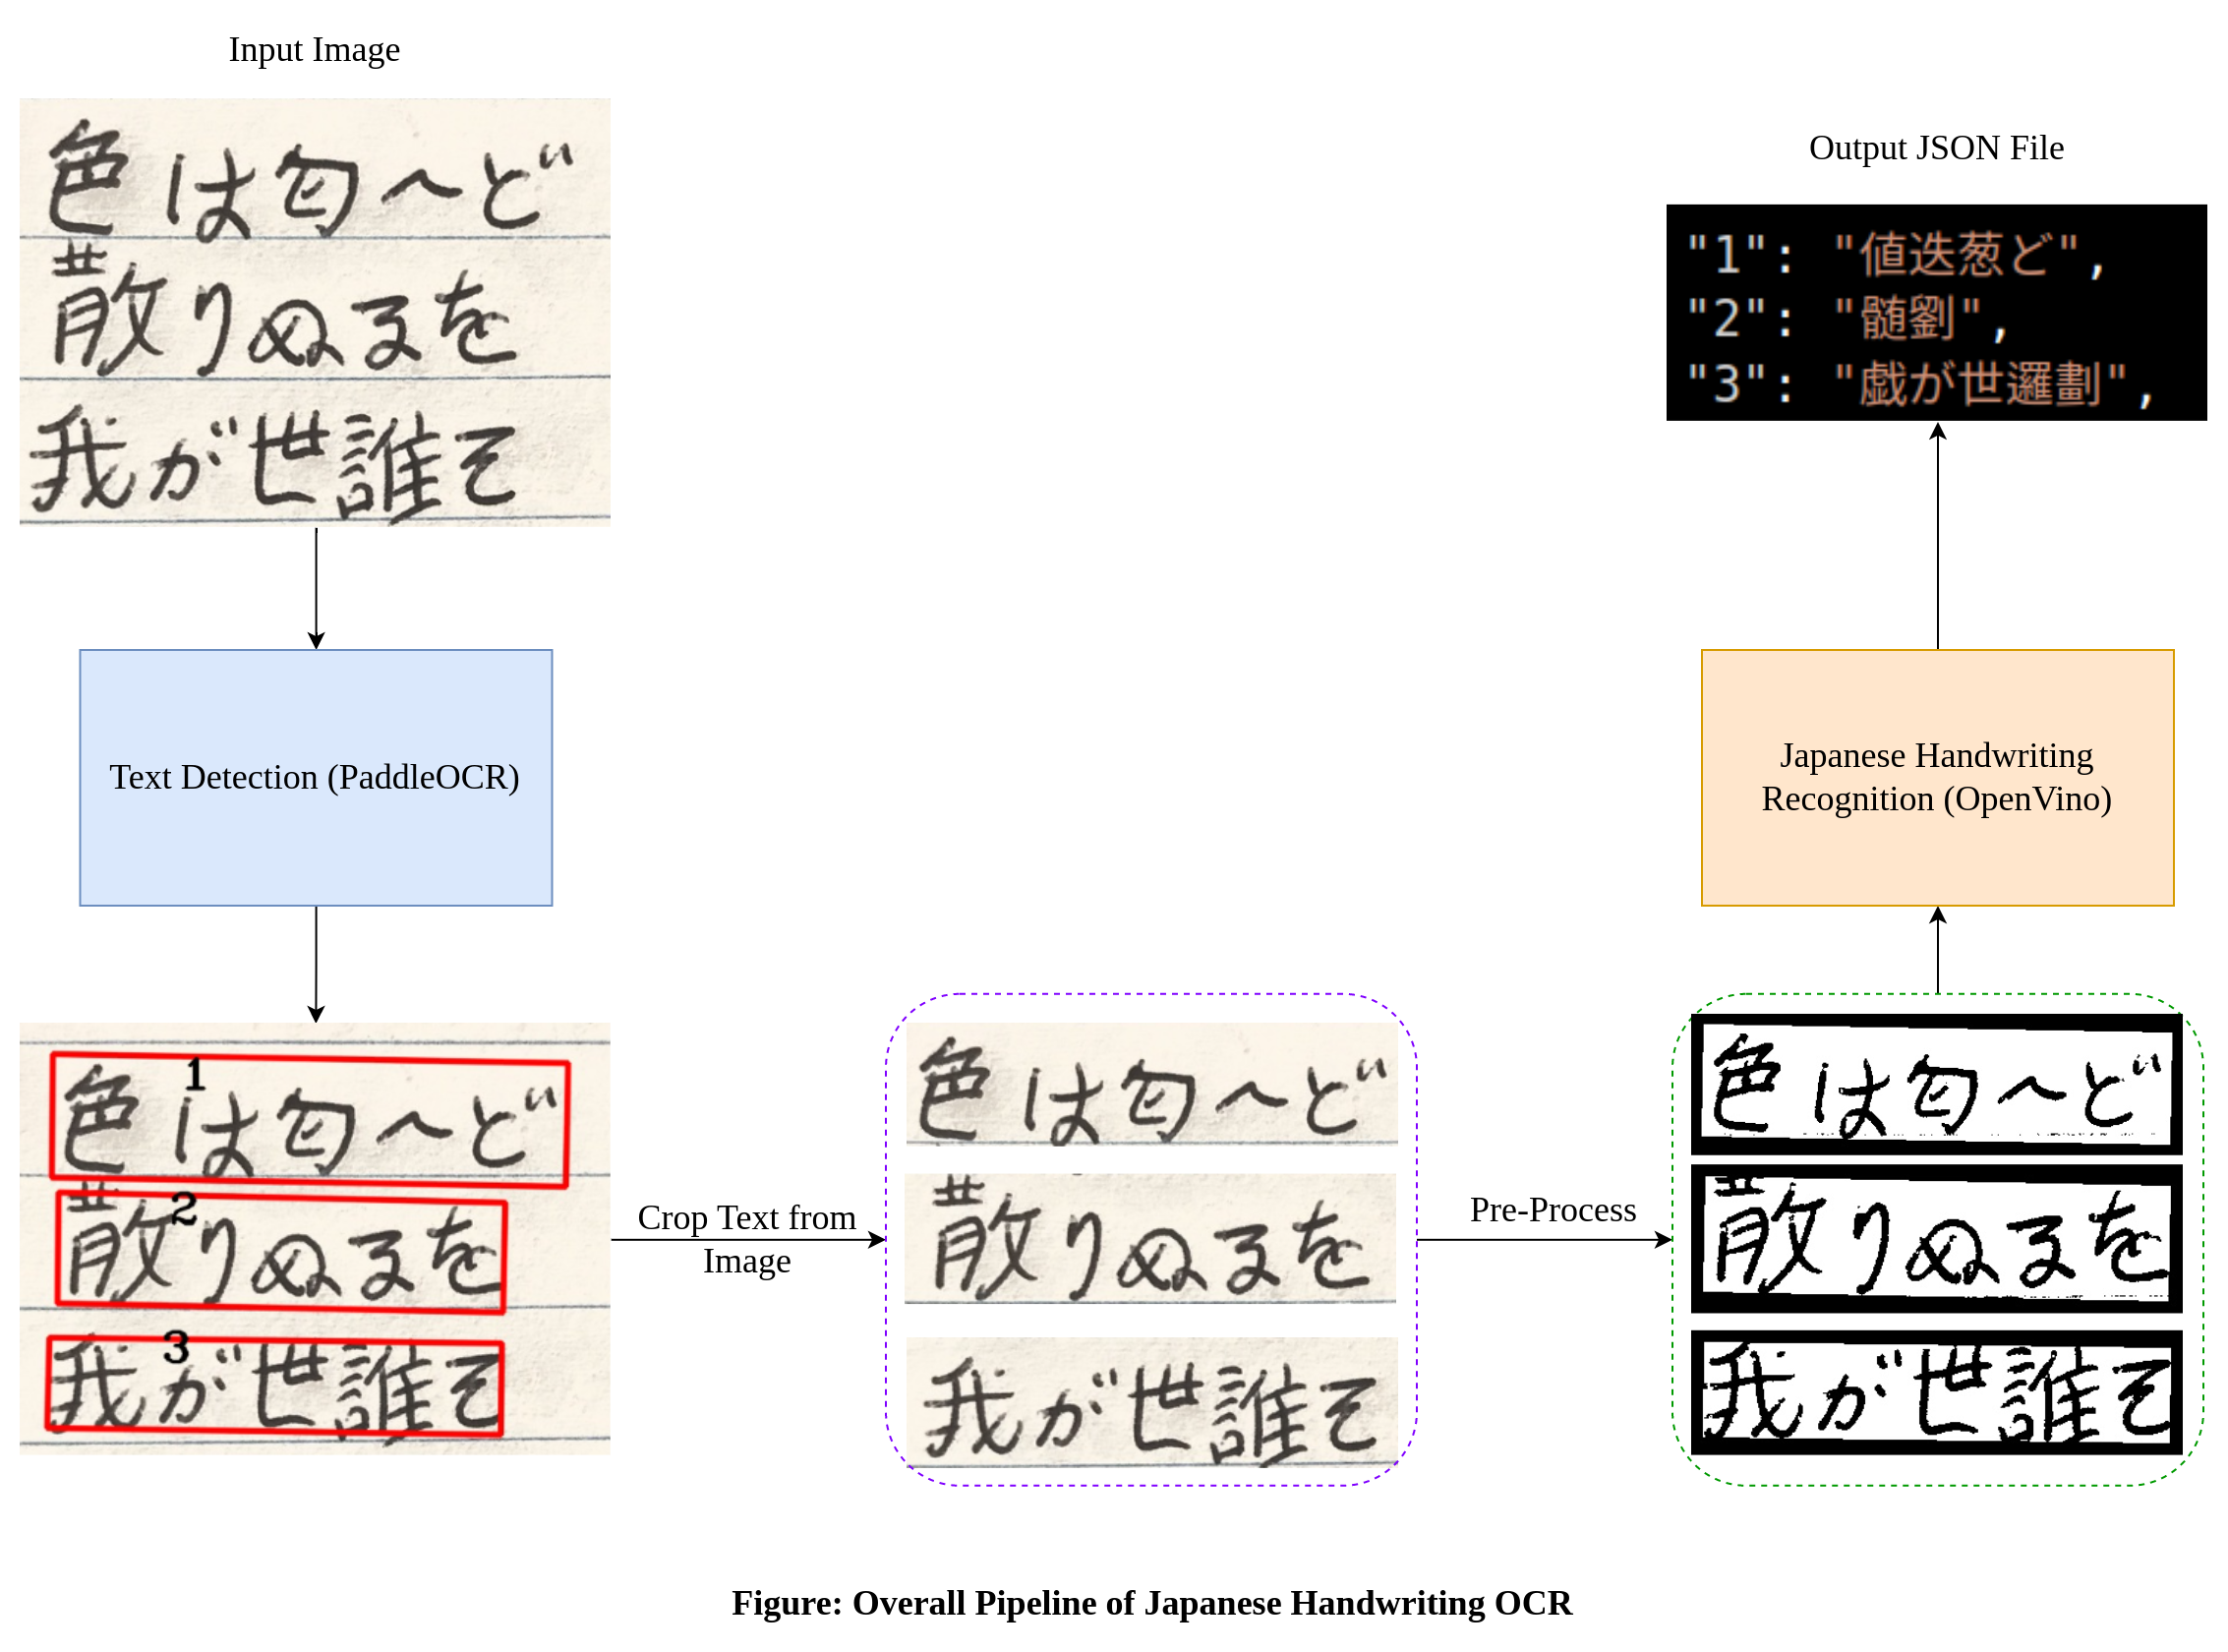 Input Image
色は匂へど
散りぬるを
我が世誰そ
Text Detection (PaddleOCR)
1
色は匂へど
2
散りぬるを
3
我が世誰そ
Crop Text from
Image
色は匂へど
散りぬるを
我が世誰そ
Pre-Process
色は匂へど
散りぬるを
我が世誰そ
Japanese Handwriting
Recognition (OpenVino)
Output JSON File
"1": "値迭葱ど",
"2": "髄劉",
"3": "戯が世邏劃",
Figure: Overall Pipeline of Japanese Handwriting OCR